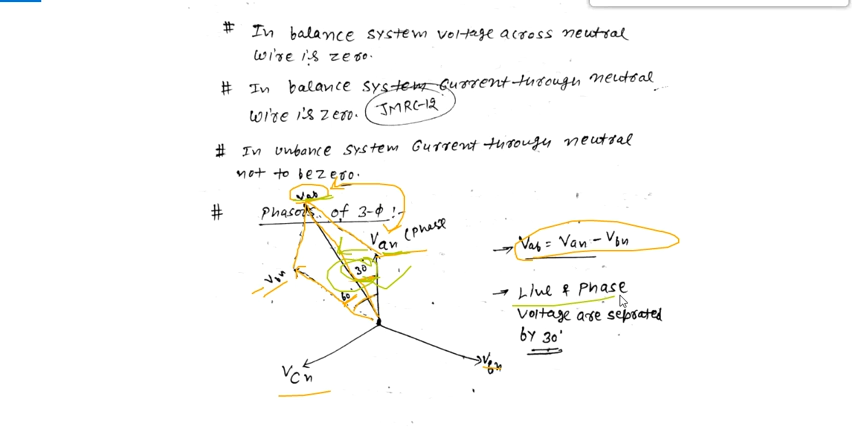 # In balance system voltage across neutral
wire is zero.
# In balance system Current through neutral
wire is zero. JMRC-12
# In unbance system Current through neutral
not to be zero.
# Phasors of 3-Φ :-
Vab
Van (Phase
-Vbn
30°
60°
Vcn
Vbn
→ Vab = Van - Vbn
→ Line & Phase
Voltage are seprated
by 30°